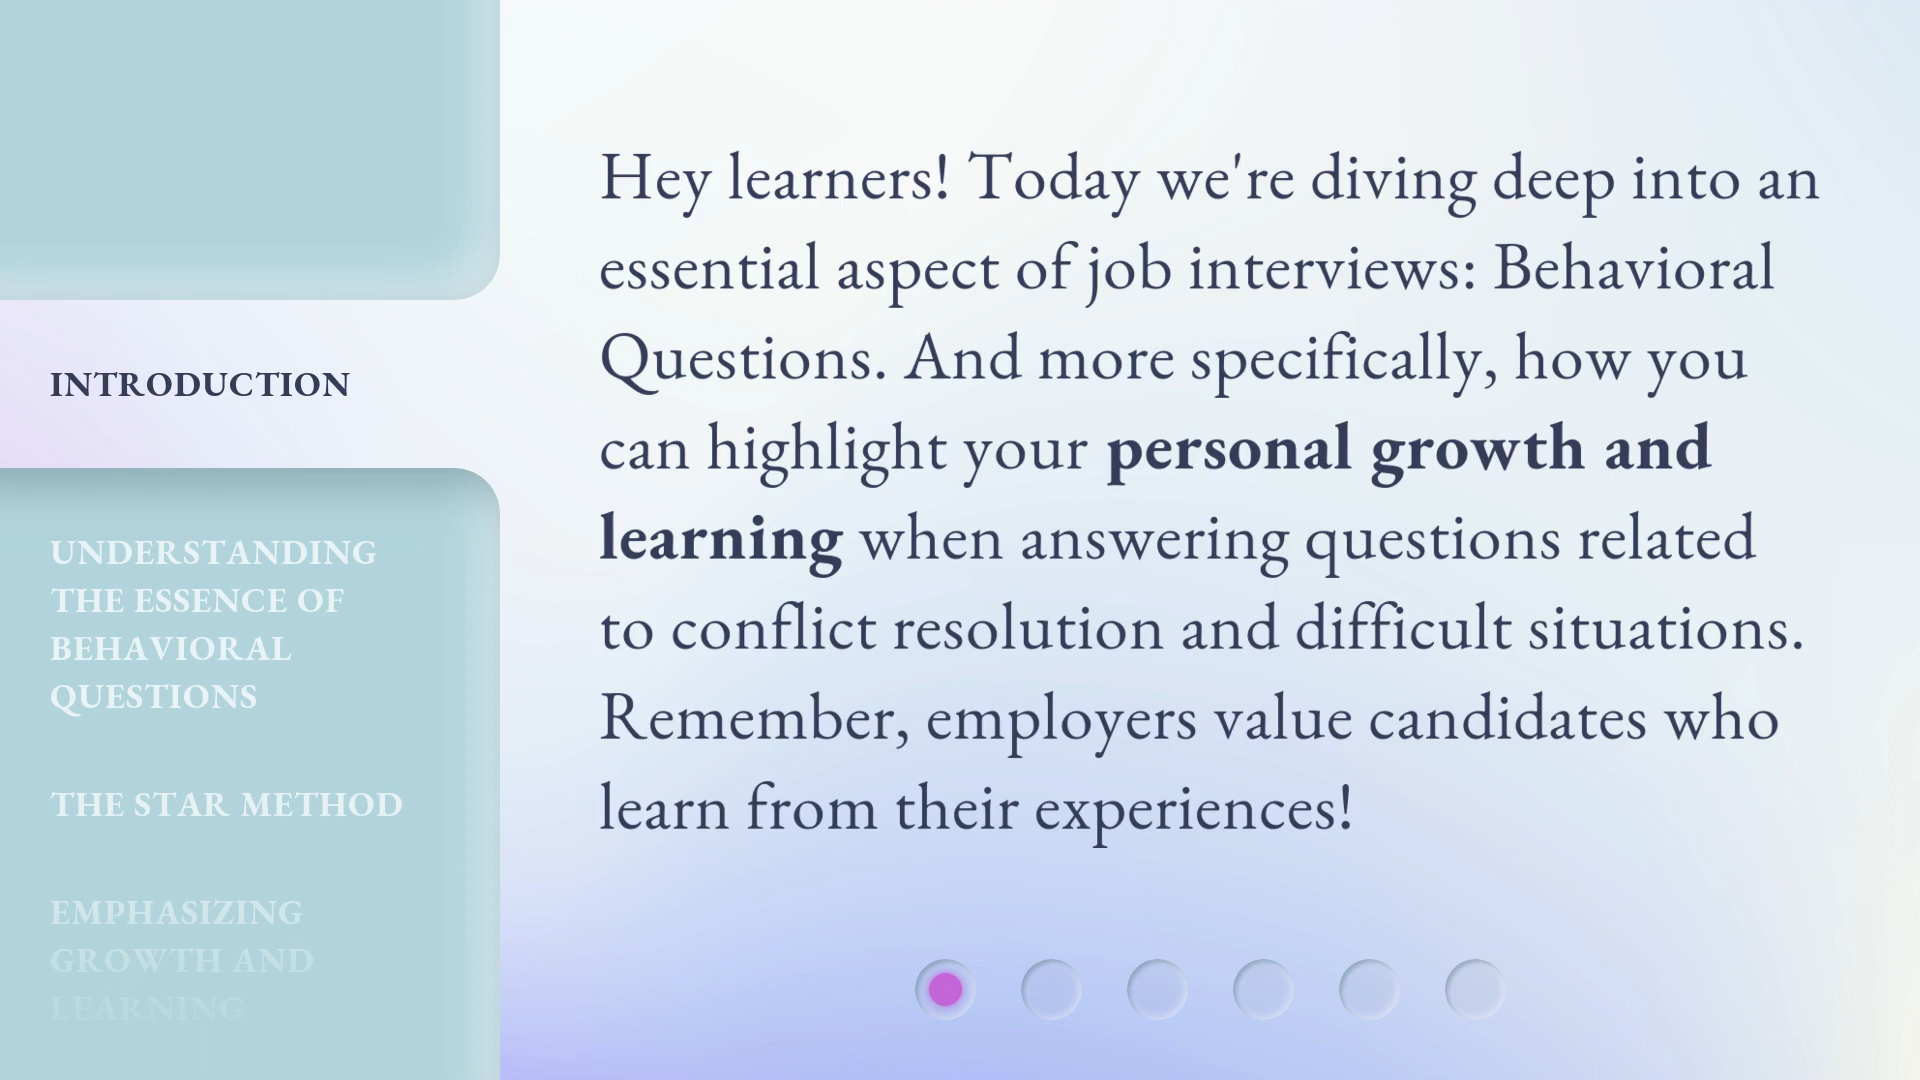 INTRODUCTION
UNDERSTANDING
THE ESSENCE OF
BEHAVIORAL
QUESTIONS
THE STAR METHOD
EMPHASIZING
GROWTH AND
LEARNING
Hey learners! Today we're diving deep into an
essential aspect of job interviews: Behavioral
Questions. And more specifically, how you
can highlight your personal growth and
learning when answering questions related
to conflict resolution and difficult situations.
Remember, employers value candidates who
learn from their experiences!